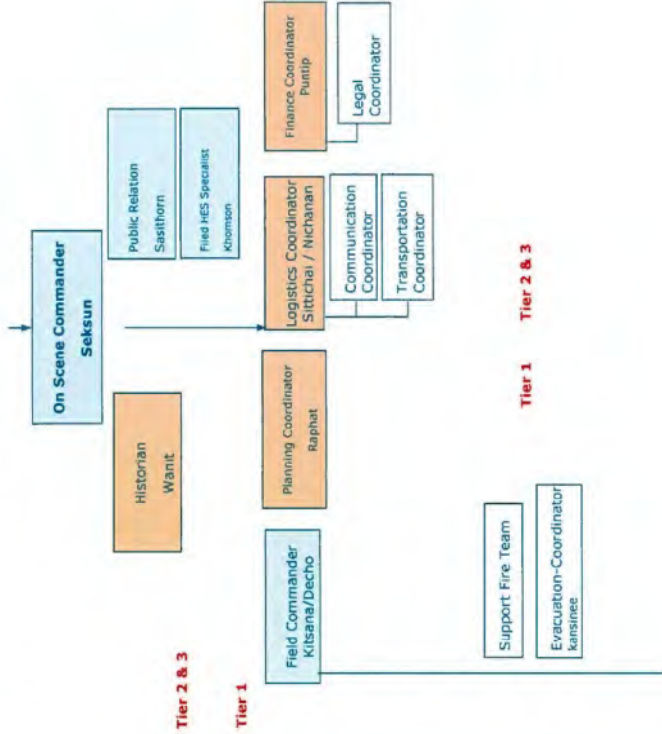 On Scene Commander
Seksun
Historian
Wanit
Public Relation
Sasithorn
Filed HES Specialist
Khomson
Tier 2 & 3
Tier 1
Field Commander
Kitsana/Decho
Planning Coordinator
Raphat
Logistics Coordinator
Sittichai / Nichanan
Finance Coordinator
Puntip
Communication
Coordinator
Transportation
Coordinator
Legal
Coordinator
Support Fire Team
Evacuation-Coordinator
kansinee
Tier 1
Tier 2 & 3